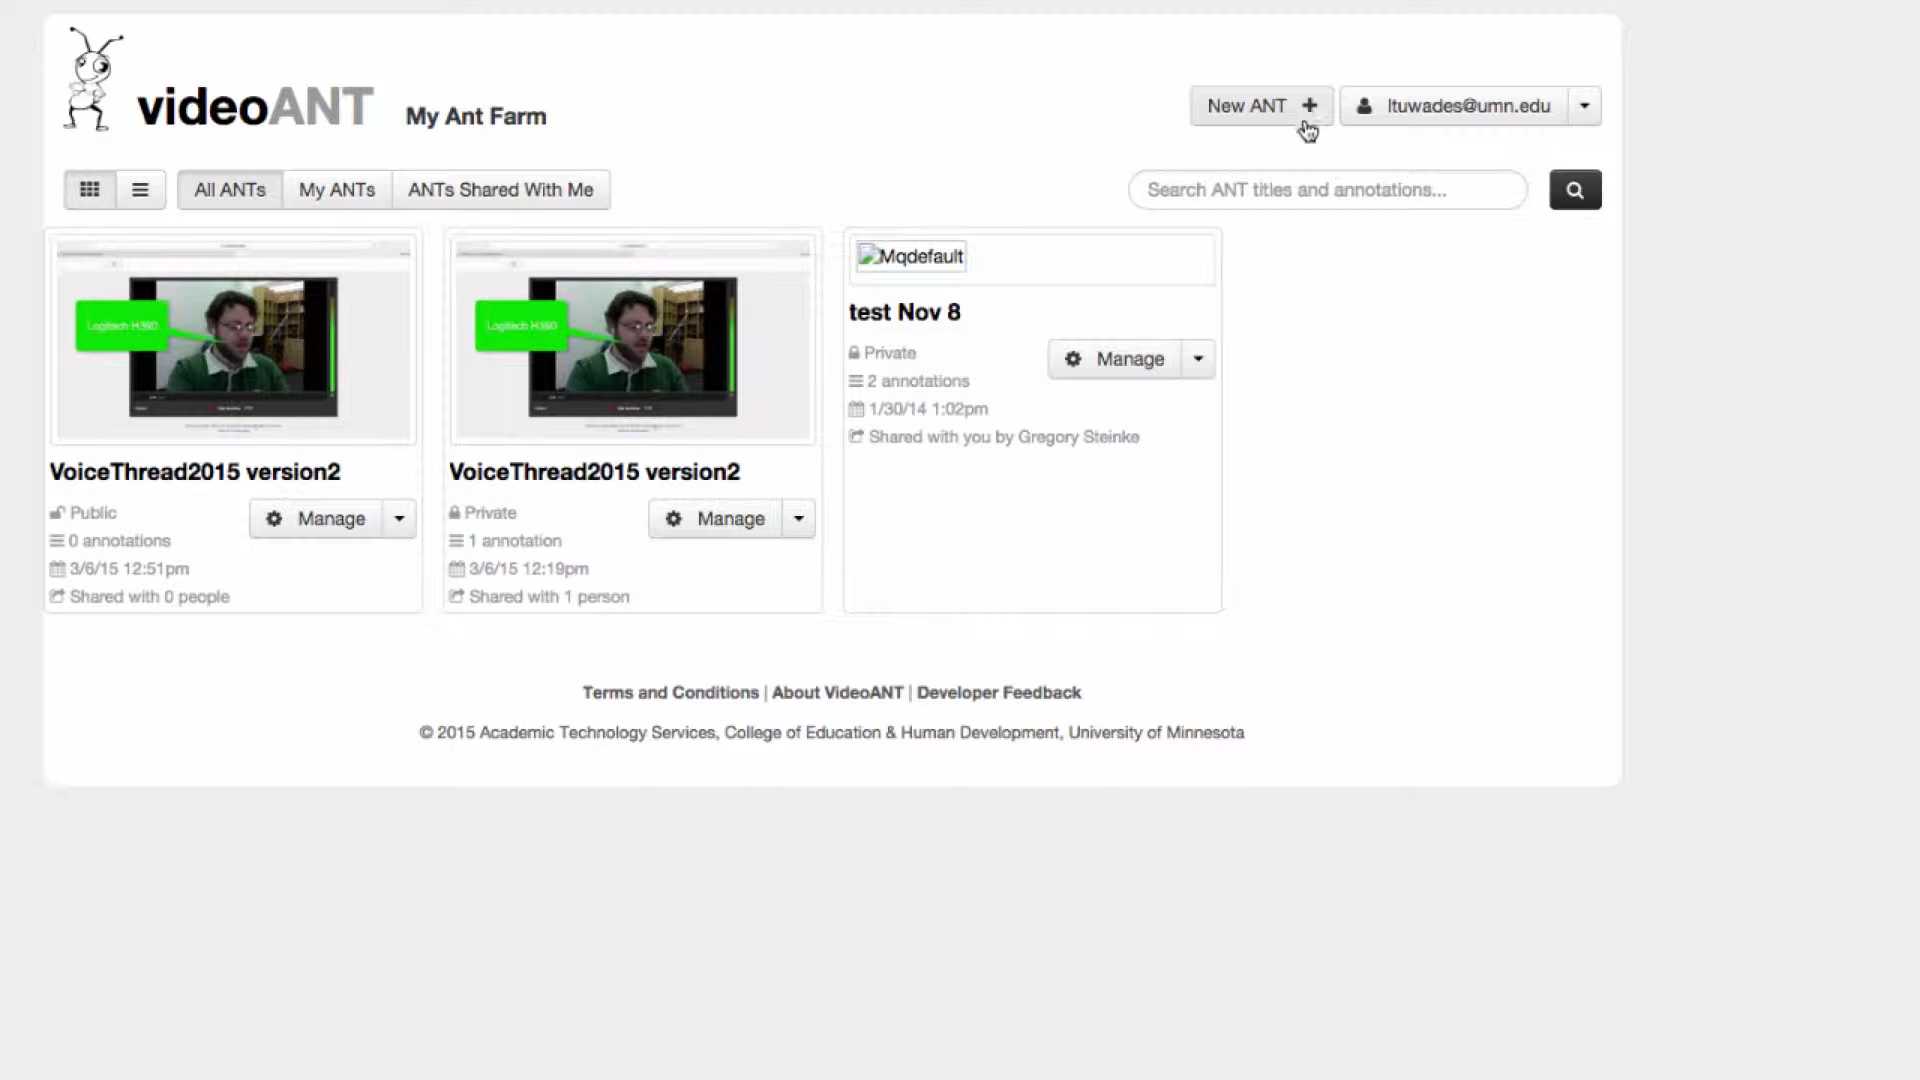 videoANT My Ant Farm
New ANT
ltuwades@umn.edu
All ANTs
My ANTs
ANTs Shared With Me
Search ANT titles and annotations...
Logitech H360
Logitech H360
Mqdefault
VoiceThread2015 version2
Public
Manage
0 annotations
3/6/15 12:51pm
Shared with 0 people
VoiceThread2015 version2
Private
Manage
1 annotation
3/6/15 12:19pm
Shared with 1 person
test Nov 8
Private
Manage
2 annotations
1/30/14 1:02pm
Shared with you by Gregory Steinke
Terms and Conditions | About VideoANT | Developer Feedback
© 2015 Academic Technology Services, College of Education & Human Development, University of Minnesota